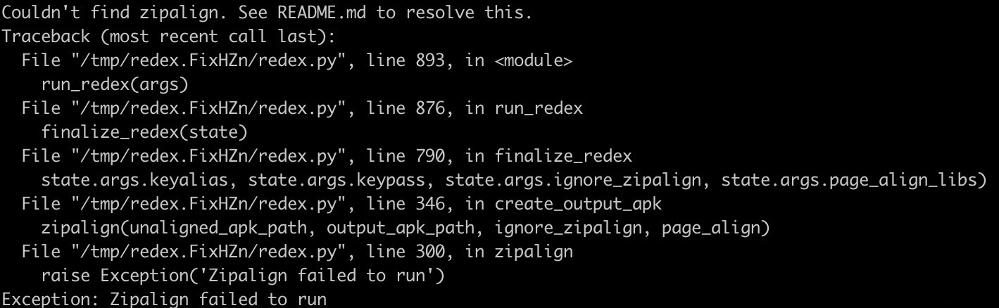 Couldn't find zipalign. See README.md to resolve this.
Traceback (most recent call last):
  File "/tmp/redex.FixHZn/redex.py", line 893, in <module>
    run_redex(args)
  File "/tmp/redex.FixHZn/redex.py", line 876, in run_redex
    finalize_redex(state)
  File "/tmp/redex.FixHZn/redex.py", line 790, in finalize_redex
    state.args.keyalias, state.args.keypass, state.args.ignore_zipalign, state.args.page_align_libs)
  File "/tmp/redex.FixHZn/redex.py", line 346, in create_output_apk
    zipalign(unaligned_apk_path, output_apk_path, ignore_zipalign, page_align)
  File "/tmp/redex.FixHZn/redex.py", line 300, in zipalign
    raise Exception('Zipalign failed to run')
Exception: Zipalign failed to run